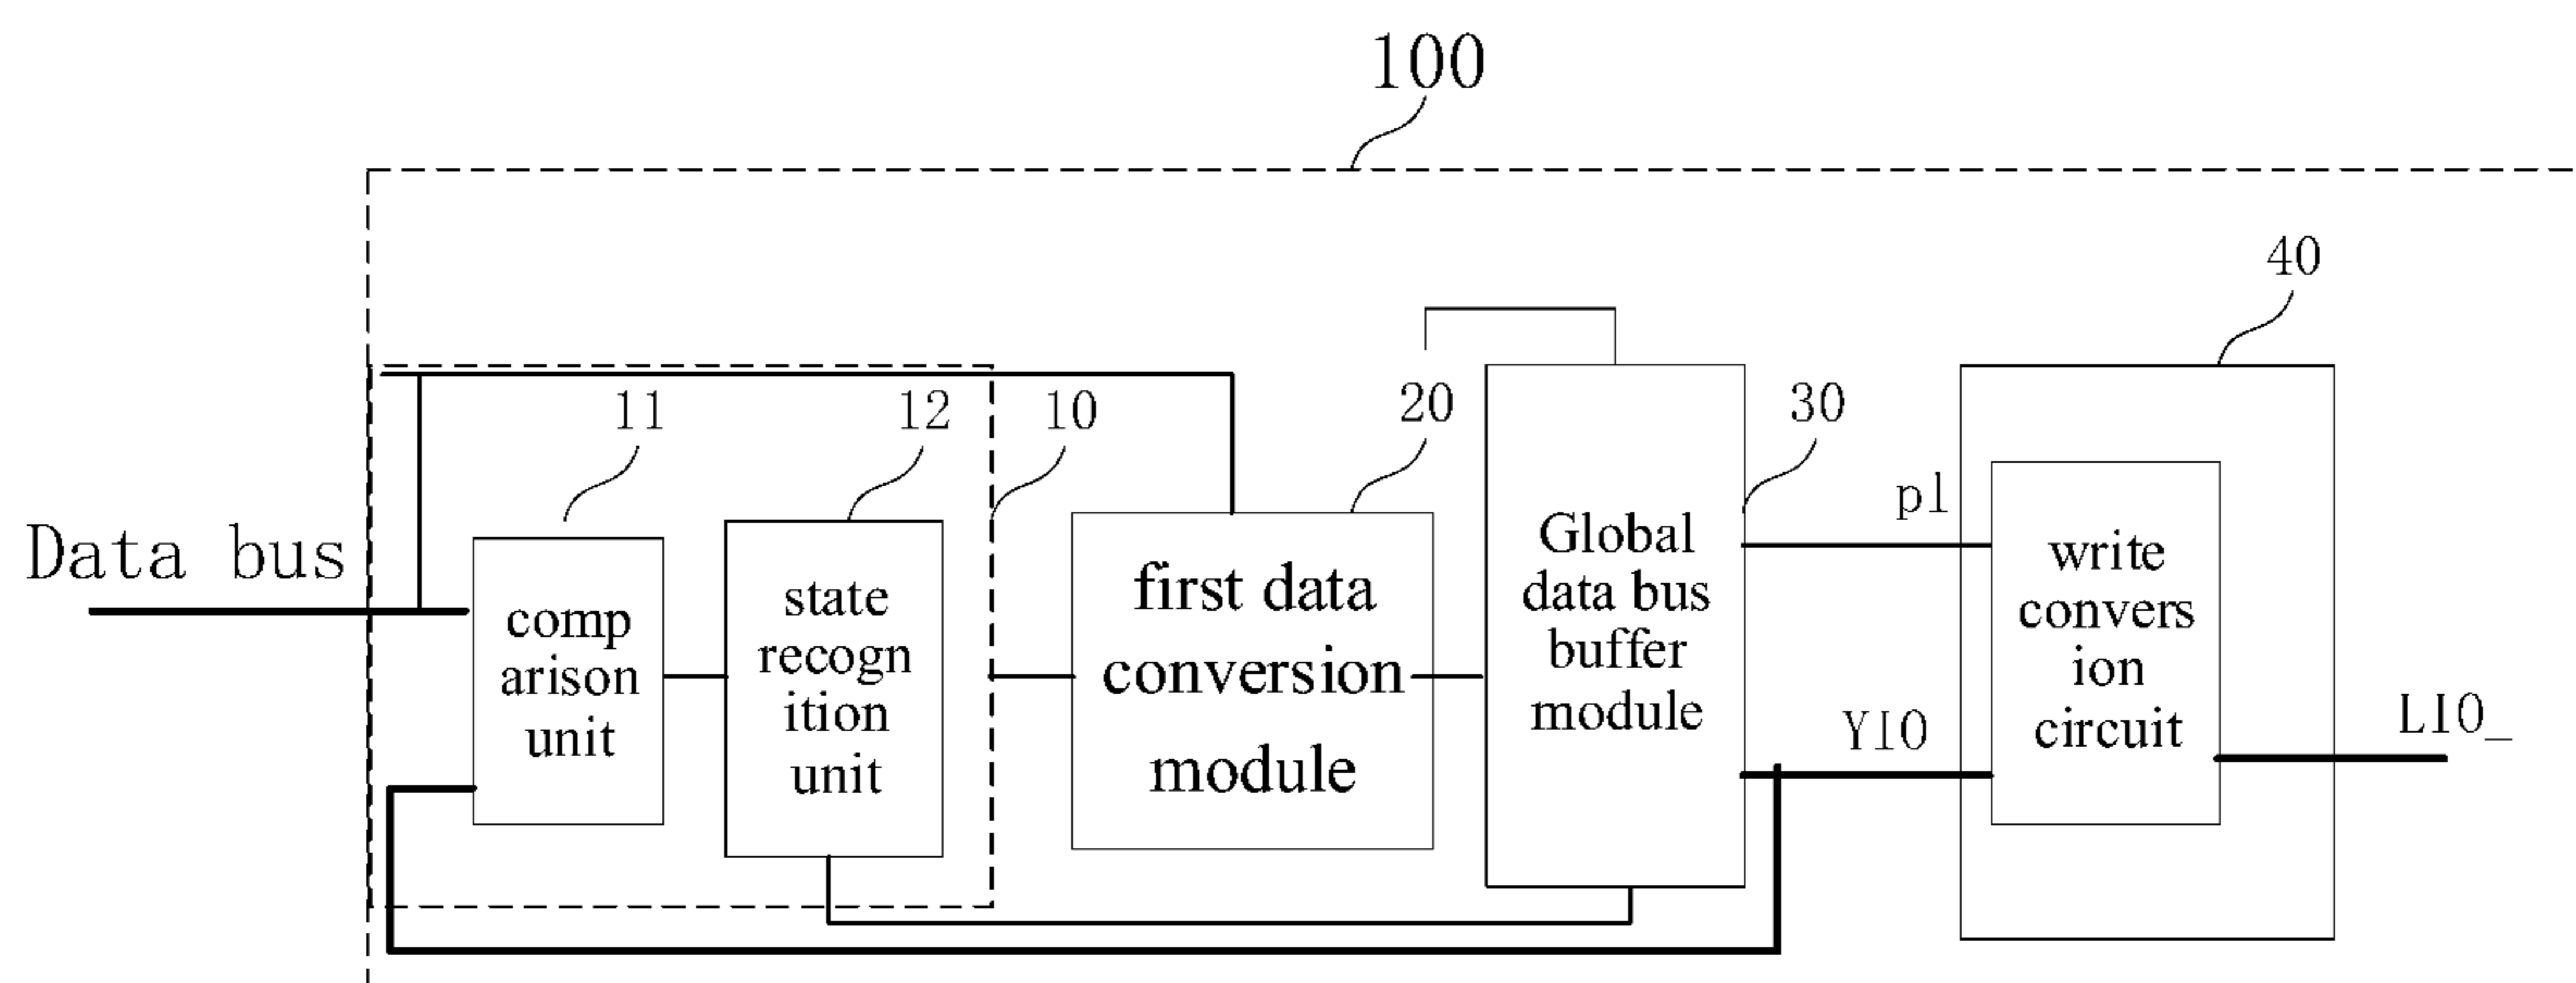 100
40
11
12
10
20
30
Data bus
comp
arison
unit
state
recogn
ition
unit
first data
conversion
module
Global
data bus
buffer
module
pl
YIO
write
convers
ion
circuit
LIO_